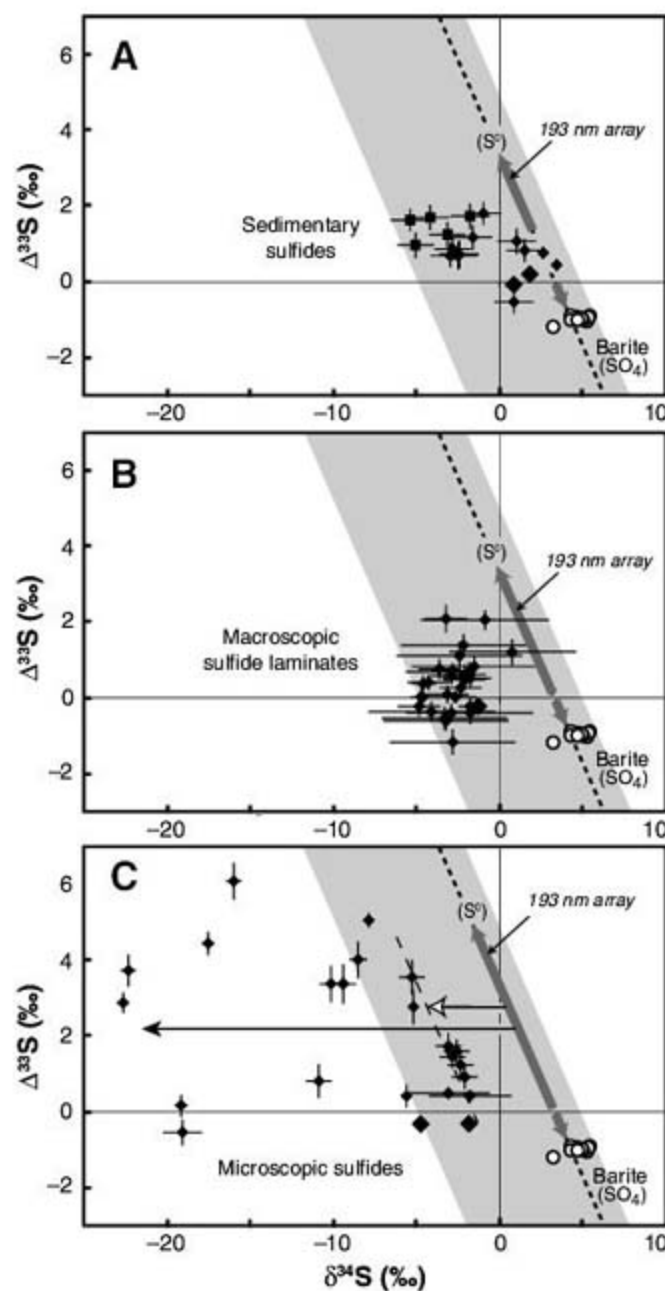 A
6
4
2
0
−2
Δ33S (‰)
193 nm array
(S⁰)
Sedimentary
sulfides
Barite
(SO₄)
−20
−10
0
10
B
6
4
2
0
−2
Δ³³S (‰)
193 nm array
(S⁰)
Macroscopic
sulfide laminates
Barite
(SO₄)
−20
−10
0
10
C
6
4
2
0
−2
Δ³³S (‰)
193 nm array
(S⁰)
Microscopic sulfides
Barite
(SO₄)
−20
−10
0
10
δ³⁴S (‰)